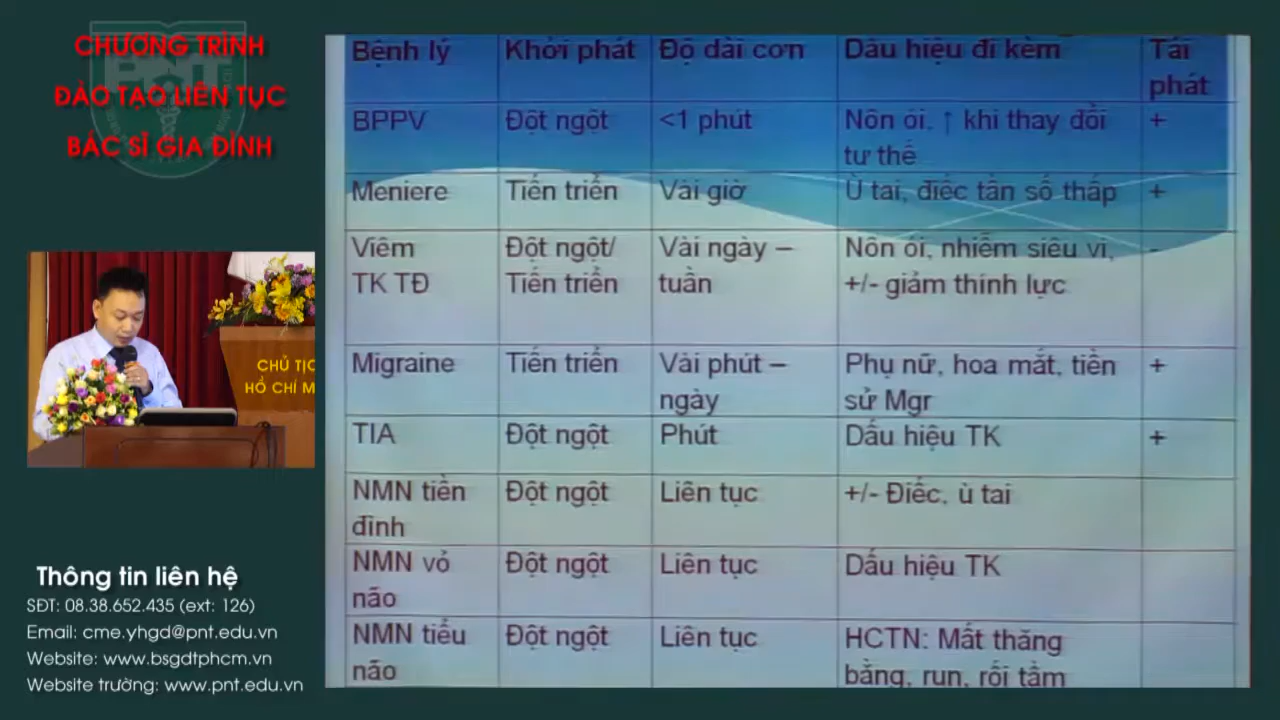 CHƯƠNG TRÌNH
ĐÀO TẠO LIÊN TỤC
BÁC SĨ GIA ĐÌNH
PNT
CHỦ TỊC
HỒ CHÍ M
Thông tin liên hệ
SĐT: 08.38.652.435 (ext: 126)
Email: cme.yhgd@pnt.edu.vn
Website: www.bsgdtphcm.vn
Website trường: www.pnt.edu.vn
Bệnh lý Khởi phát Độ dài cơn Dấu hiệu đi kèm Tái phát
BPPV Đột ngột <1 phút Nôn ói, ↑ khi thay đổi
tư thế +
Meniere Tiến triển Vài giờ Ù tai, điếc tần số thấp +
Viêm Đột ngột/ Vài ngày – Nôn ói, nhiễm siêu vi, -
TK TĐ Tiến triển tuần +/- giảm thính lực
Migraine Tiến triển Vài phút – Phụ nữ, hoa mắt, tiền +
ngày sử Mgr
TIA Đột ngột Phút Dấu hiệu TK +
NMN tiền Đột ngột Liên tục +/- Điếc, ù tai
đình
NMN vỏ Đột ngột Liên tục Dấu hiệu TK
não
NMN tiểu Đột ngột Liên tục HCTN: Mất thăng
não bằng, run, rối tầm